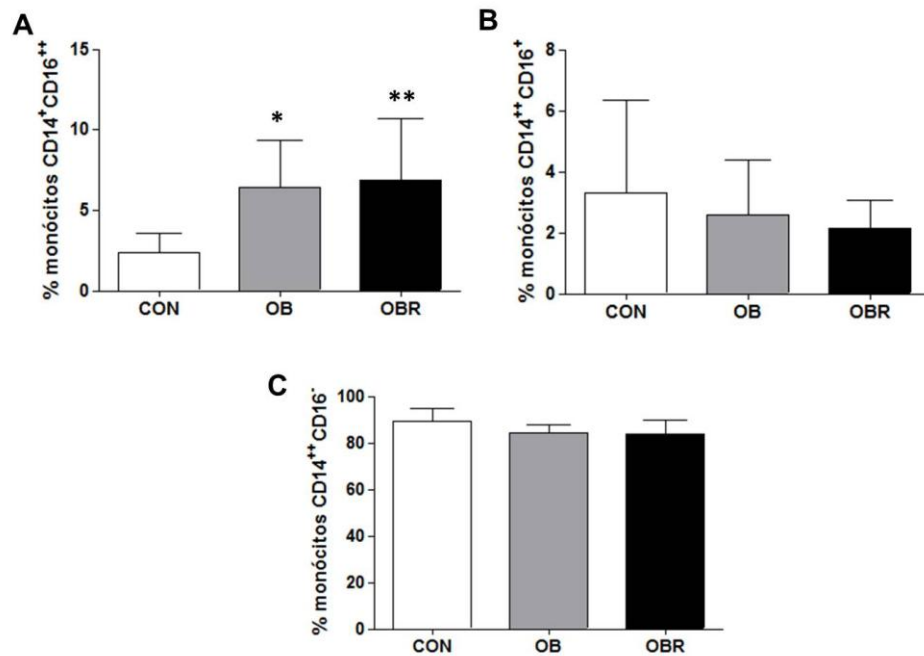 A
% monócitos CD14⁺CD16⁺⁺
15
10
5
0
*
**
CON OB OBR
B
% monócitos CD14⁺⁺CD16⁺
8
6
4
2
0
CON OB OBR
C
% monócitos CD14⁺⁺CD16⁻
100
80
60
40
20
0
CON OB OBR